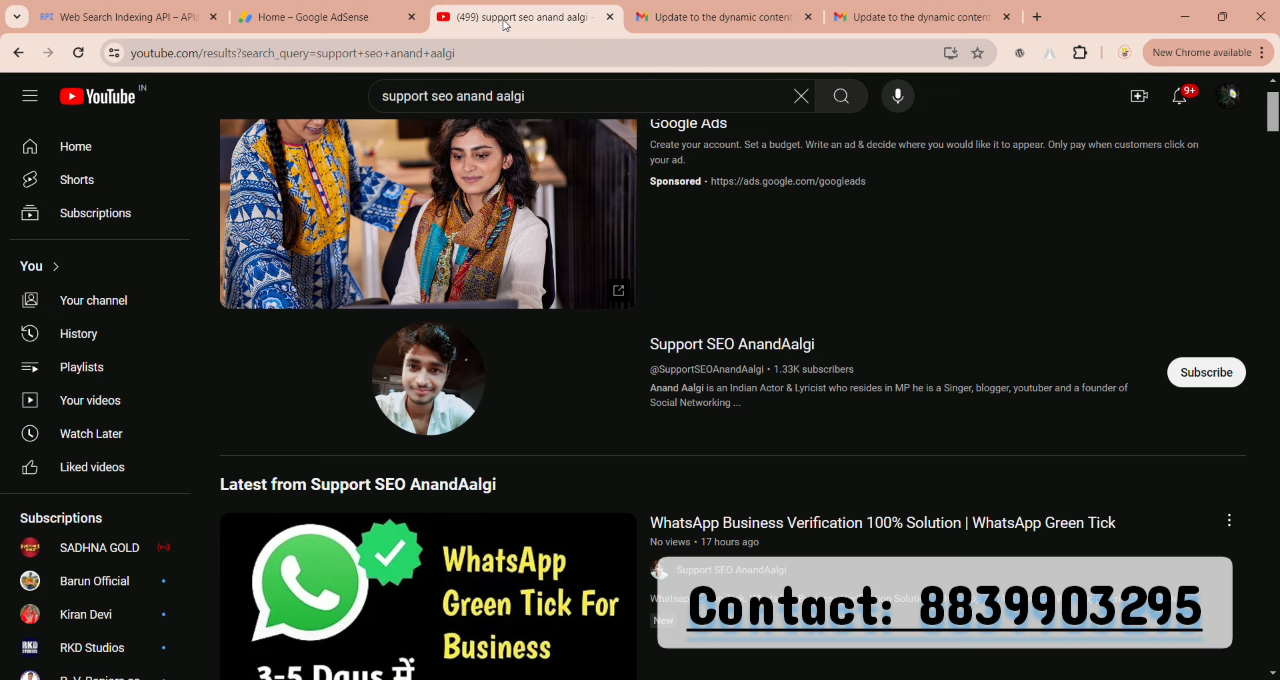 API Web Search Indexing API – APIs
Home – Google AdSense
(499) support seo anand aalgi -
Update to the dynamic content
Update to the dynamic content
youtube.com/results?search_query=support+seo+anand+aalgi
New Chrome available
YouTube IN
support seo anand aalgi
9+
Home
Shorts
Subscriptions
You
Your channel
History
Playlists
Your videos
Watch Later
Liked videos
Subscriptions
SADHNA GOLD
Barun Official
Kiran Devi
RKD STUDIOS
RKD Studios
Google Ads
Create your account. Set a budget. Write an ad & decide where you would like it to appear. Only pay when customers click on
your ad.
Sponsored · https://ads.google.com/googleads
Support SEO AnandAalgi
@SupportSEOAnandAalgi • 1.33K subscribers
Anand Aalgi is an Indian Actor & Lyricist who resides in MP he is a Singer, blogger, youtuber and a founder of
Social Networking ...
Subscribe
Latest from Support SEO AnandAalgi
WhatsApp
Green Tick For
Business
3-5 Days में
WhatsApp Business Verification 100% Solution | WhatsApp Green Tick
No views • 17 hours ago
Support SEO AnandAalgi
New
Contact: 8839903295